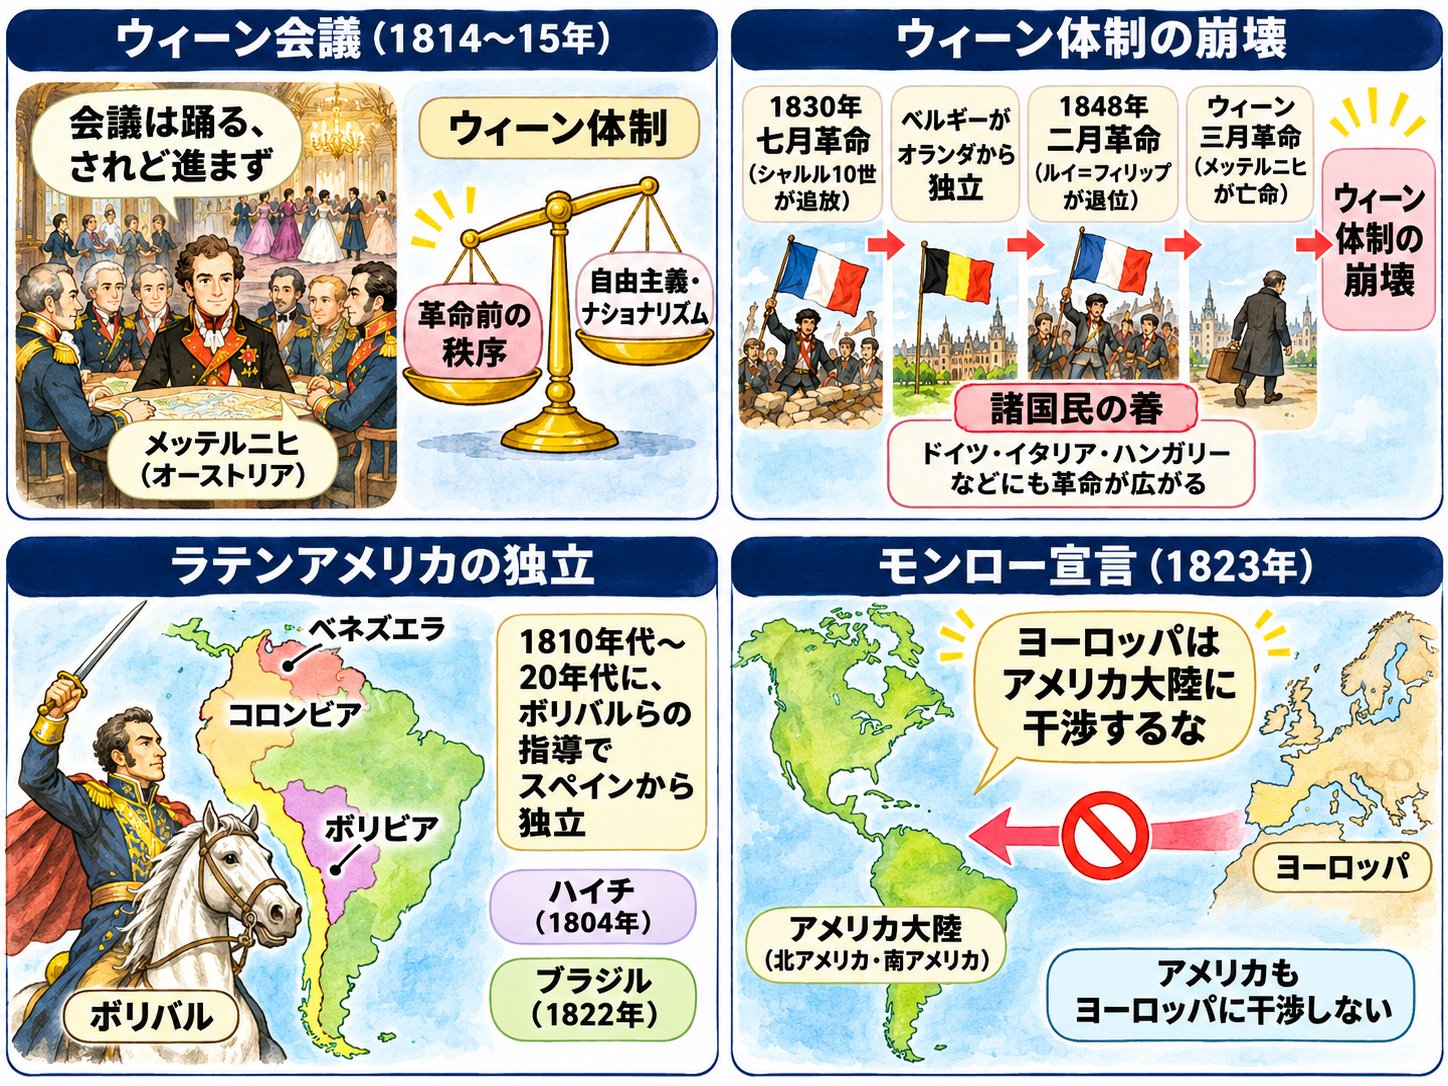 ウィーン会議（1814〜15年）
会議は踊る、
されど進まず
メッテルニヒ
（オーストリア）
ウィーン体制
革命前の
秩序
自由主義・
ナショナリズム
ウィーン体制の崩壊
1830年
七月革命
（シャルル10世
が追放）
ベルギーが
オランダから
独立
1848年
二月革命
（ルイ＝フィリップ
が退位）
ウィーン
三月革命
（メッテルニヒ
が亡命）
ウィーン
体制の
崩壊
諸国民の春
ドイツ・イタリア・ハンガリー
などにも革命が広がる
ラテンアメリカの独立
ベネズエラ
コロンビア
ボリビア
ボリバル
1810年代〜
20年代に、
ボリバルらの
指導で
スペインから
独立
ハイチ
（1804年）
ブラジル
（1822年）
モンロー宣言（1823年）
ヨーロッパは
アメリカ大陸に
干渉するな
ヨーロッパ
アメリカ大陸
（北アメリカ・南アメリカ）
アメリカも
ヨーロッパに干渉しない